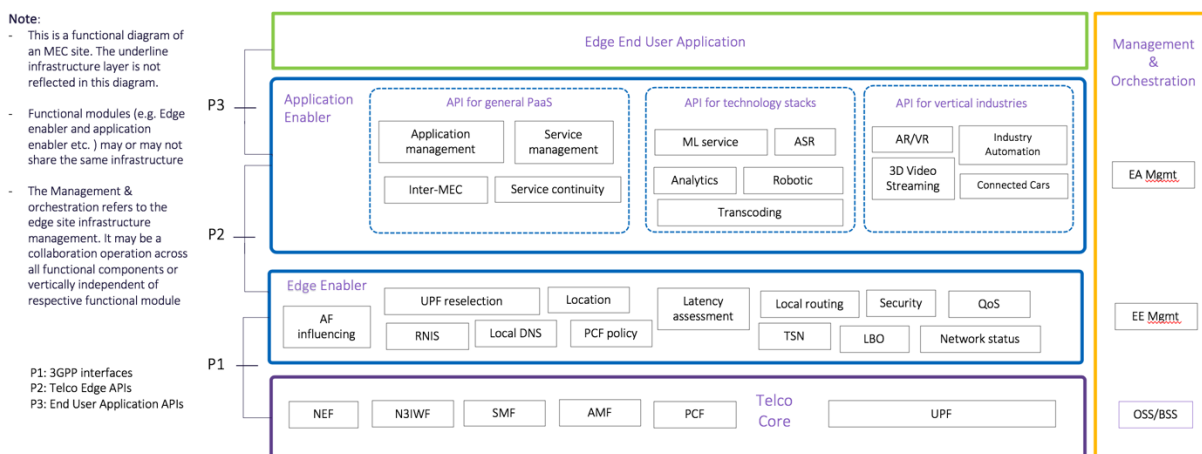 Note:
- This is a functional diagram of
an MEC site. The underline
infrastructure layer is not
reflected in this diagram.
- Functional modules (e.g. Edge
enabler and application
enabler etc. ) may or may not
share the same infrastructure
- The Management &
orchestration refers to the
edge site infrastructure
management. It may be a
collaboration operation across
all functional components or
vertically independent of
respective functional module
P1: 3GPP interfaces
P2: Telco Edge APIs
P3: End User Application APIs
P3
P2
P1
Edge End User Application
Application
Enabler
API for general PaaS
Application
management
Service
management
Inter-MEC
Service continuity
API for technology stacks
ML service
ASR
Analytics
Robotic
Transcoding
API for vertical industries
AR/VR
Industry
Automation
3D Video
Streaming
Connected Cars
Edge Enabler
AF
influencing
UPF reselection
Location
RNIS
Local DNS
PCF policy
Latency
assessment
Local routing
Security
QoS
TSN
LBO
Network status
NEF
N3IWF
SMF
AMF
PCF
Telco
Core
UPF
Management
&
Orchestration
EA Mgmt
EE Mgmt
OSS/BSS